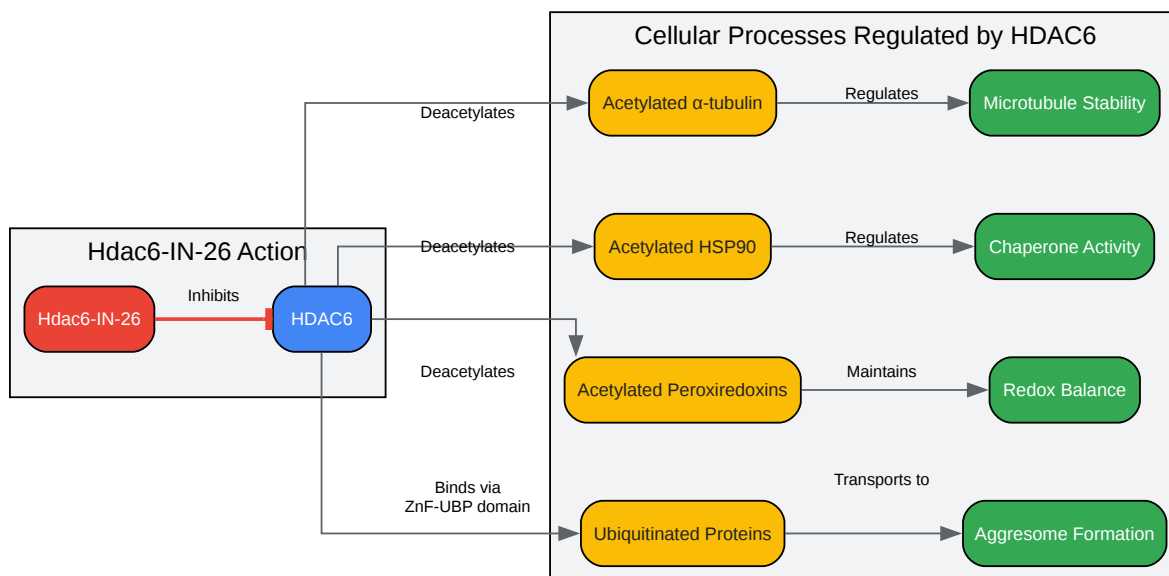 Cellular Processes Regulated by HDAC6
Deacetylates
Acetylated α-tubulin
Regulates
Microtubule Stability
Hdac6-IN-26 Action
Deacetylates
Acetylated HSP90
Regulates
Chaperone Activity
Hdac6-IN-26
Inhibits
HDAC6
Deacetylates
Acetylated Peroxiredoxins
Maintains
Redox Balance
Binds via
ZnF-UBP domain
Ubiquitinated Proteins
Transports to
Aggresome Formation